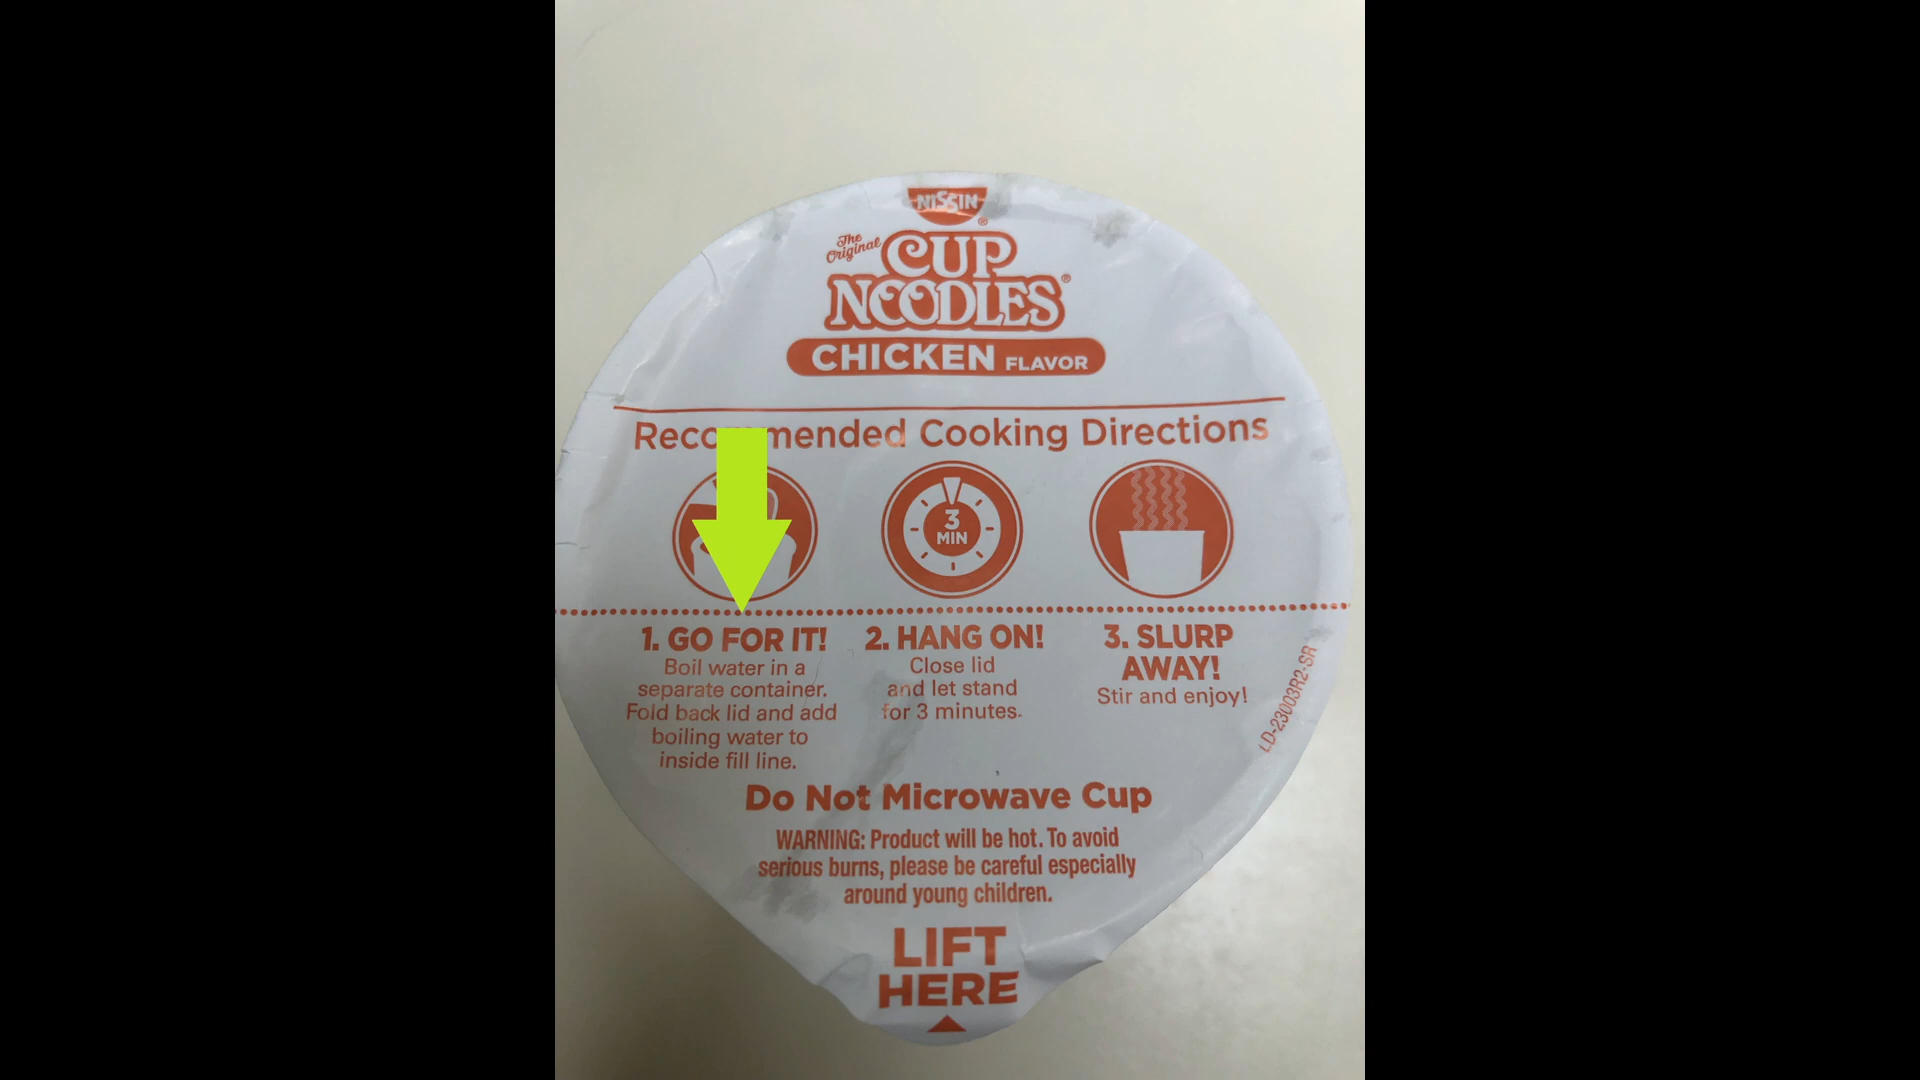 NISSIN
®
The
Original
CUP
NOODLES®
CHICKEN FLAVOR
Cooking Directions
3
MIN
1. GO FOR IT!
Boil water in a
separate container.
Fold back lid and add
boiling water to
inside fill line.
2. HANG ON!
Close lid
and let stand
for 3 minutes.
3. SLURP
AWAY!
Stir and enjoy!
LD-23003R2-SR
Do Not Microwave Cup
WARNING: Product will be hot. To avoid
serious burns, please be careful especially
around young children.
LIFT
HERE